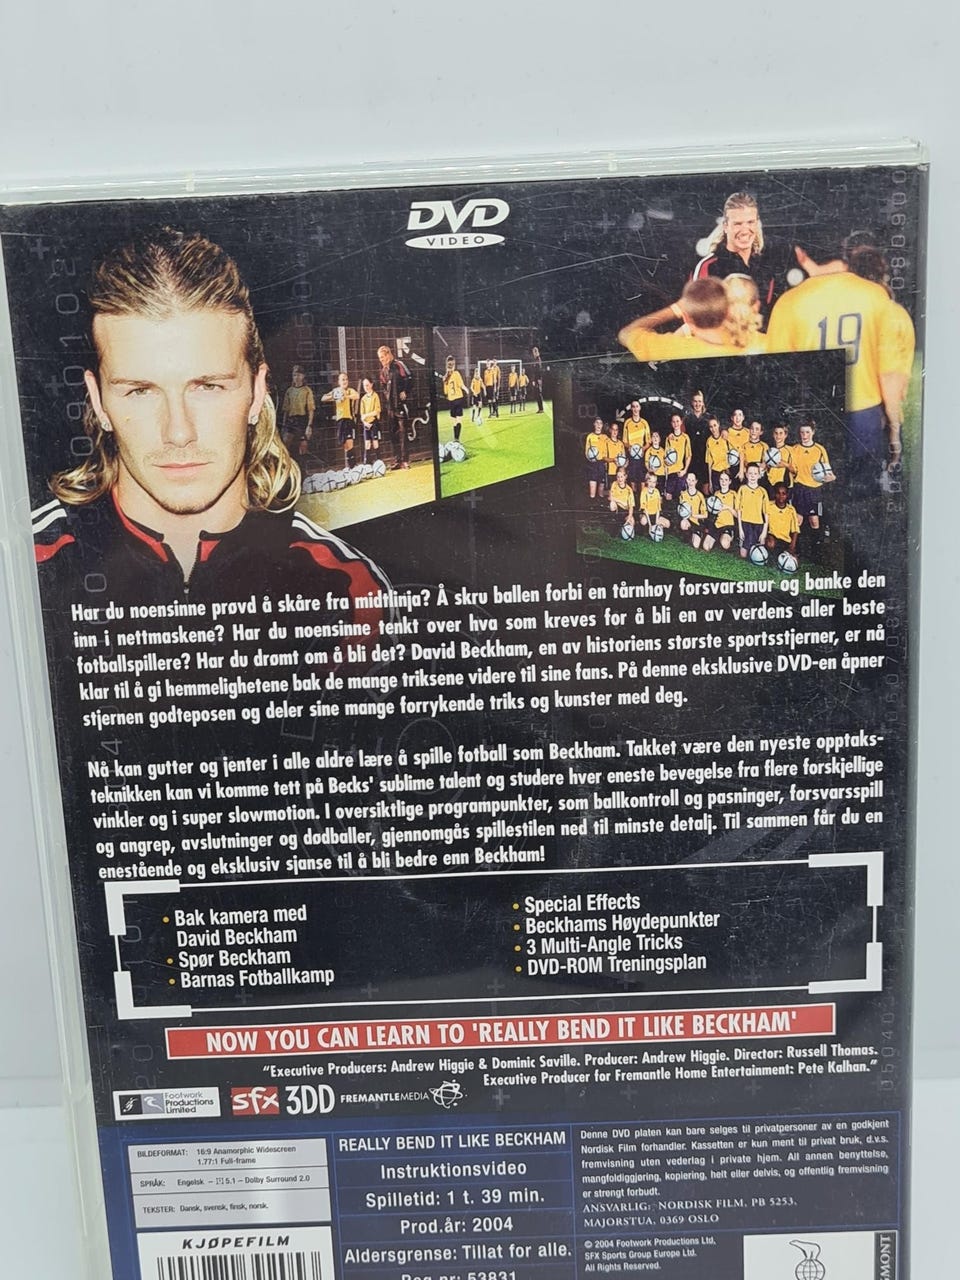 DVD
VIDEO
19
Har du noensinne prøvd å skåre fra midtlinja? Å skru ballen forbi en tårnhøy forsvarsmur og banke den
inn i nettmaskene? Har du noensinne tenkt over hva som kreves for å bli en av verdens aller beste
fotballspillere? Har du drømt om å bli det? David Beckham, en av historiens største sportsstjerner, er nå
klar til å gi hemmelighetene bak de mange triksene videre til sine fans. På denne eksklusive DVD-en åpner
stjernen godteposen og deler sine mange forrykende triks og kunster med deg.
Nå kan gutter og jenter i alle aldre lære å spille fotball som Beckham. Takket være den nyeste opptaks-
teknikken kan vi komme tett på Becks' sublime talent og studere hver eneste bevegelse fra flere forskjellige
vinkler og i super slowmotion. I oversiktlige programpunkter, som ballkontroll og pasninger, forsvarsspill
og angrep, avslutninger og dødballer, gjennomgås spillestilen ned til minste detalj. Til sammen får du en
enestående og eksklusiv sjanse til å bli bedre enn Beckham!
• Bak kamera med
David Beckham
• Spør Beckham
• Barnas Fotballkamp
• Special Effects
• Beckhams Høydepunkter
• 3 Multi-Angle Tricks
• DVD-ROM Treningsplan
NOW YOU CAN LEARN TO 'REALLY BEND IT LIKE BECKHAM'
"Executive Producers: Andrew Higgie & Dominic Saville. Producer: Andrew Higgie. Director: Russell Thomas.
Executive Producer for Fremantle Home Entertainment: Pete Kalhan."
Footwork
Productions
Limited
sfx
3DD
FREMANTLEMEDIA
BILDEFORMAT: 16:9 Anamorphic Widescreen
1.77:1 Full-frame
SPRÅK: Engelsk – 5.1 – Dolby Surround 2.0
TEKSTER: Dansk, svensk, finsk, norsk.
KJØPEFILM
REALLY BEND IT LIKE BECKHAM
Instruktionsvideo
Spilletid: 1 t. 39 min.
Prod.år: 2004
Aldersgrense: Tillat for alle.
Reg nr: 53831
Denne DVD platen kan bare selges til privatpersoner av en godkjent
Nordisk Film forhandler. Kassetten er kun ment til privat bruk, d.v.s.
fremvisning uten vederlag i private hjem. All annen benyttelse,
mangfoldiggjøring, kopiering, helt eller delvis, og offentlig fremvisning
er strengt forbudt.
ANSVARLIG: NORDISK FILM, PB 5253,
MAJORSTUA, 0369 OSLO
© 2004 Footwork Productions Ltd,
SFX Sports Group Europe Ltd.
All Rights Reserved.
MONT